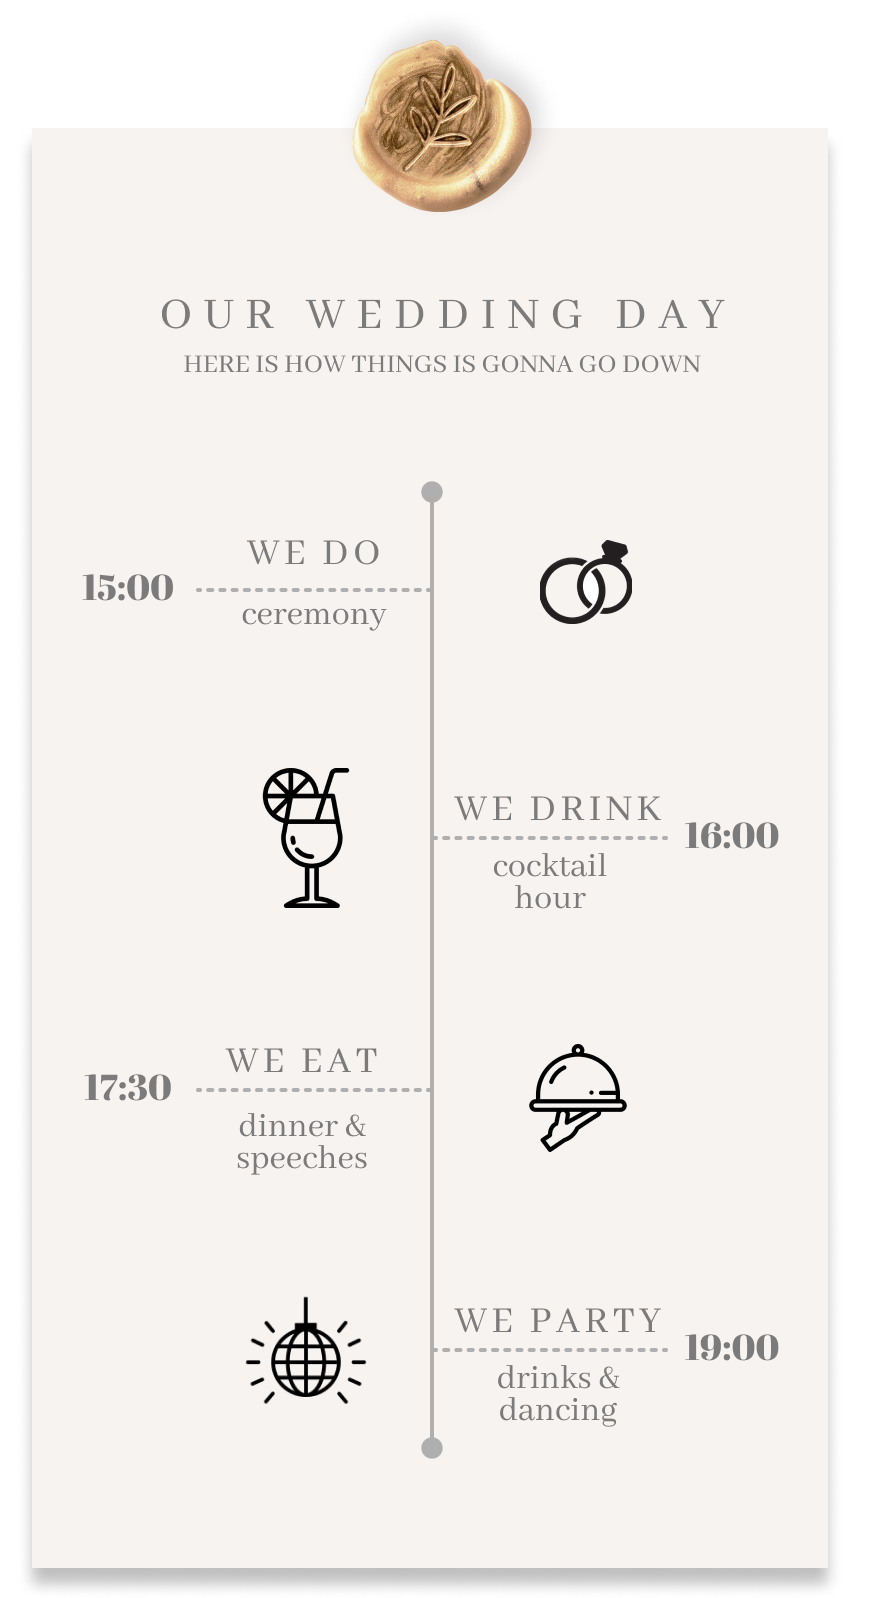 OUR WEDDING DAY
HERE IS HOW THINGS IS GONNA GO DOWN
WE DO
15:00
ceremony
WE DRINK
16:00
cocktail
hour
WE EAT
17:30
dinner &
speeches
WE PARTY
19:00
drinks &
dancing